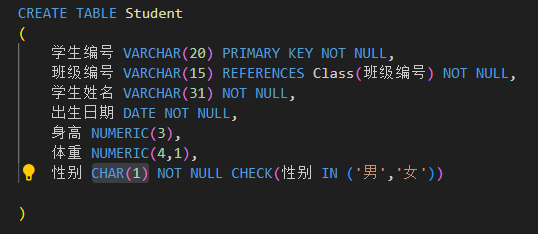 CREATE TABLE Student
(
学生编号 VARCHAR(20) PRIMARY KEY NOT NULL,
班级编号 VARCHAR(15) REFERENCES Class(班级编号) NOT NULL,
学生姓名 VARCHAR(31) NOT NULL,
出生日期 DATE NOT NULL,
身高 NUMERIC(3),
体重 NUMERIC(4,1),
性别 CHAR(1) NOT NULL CHECK(性别 IN ('男','女'))
)